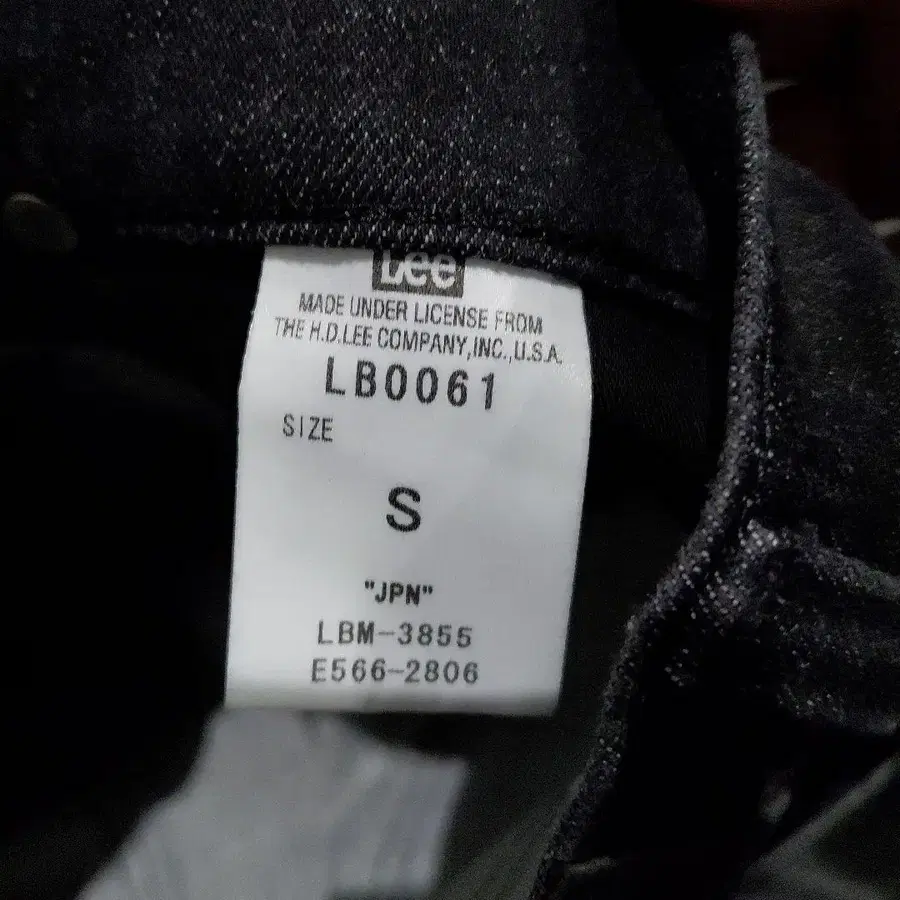 Lee
MADE UNDER LICENSE FROM
THE H.D.LEE COMPANY,INC.,U.S.A.
LB0061
SIZE
S
"JPN"
LBM-3855
E566-2806